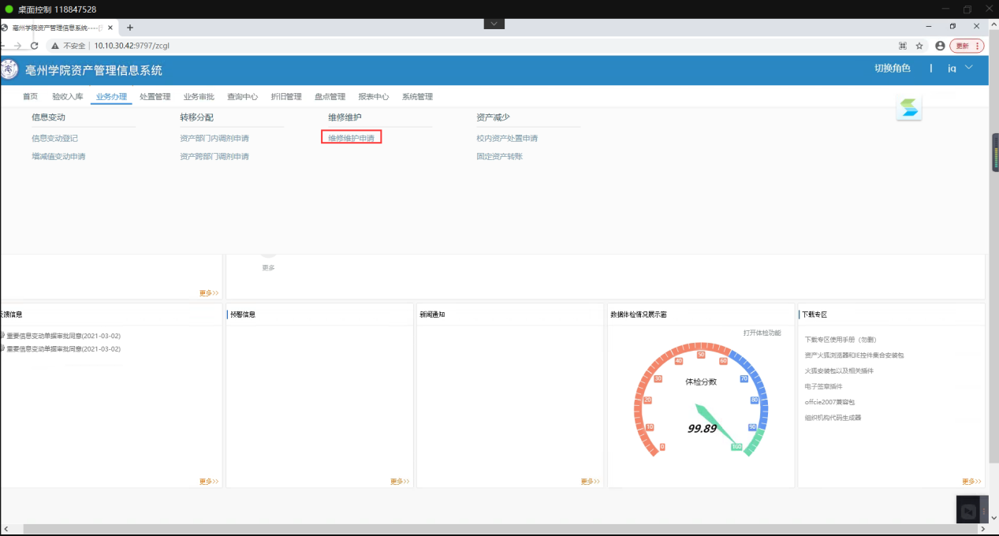 桌面控制 118847528
亳州学院资产管理信息系统----[
不安全 10.10.30.42:9797/zcgl 更新
亳州学院资产管理信息系统 切换角色 | jq
首页 验收入库 业务办理 处置管理 业务审批 查询中心 折旧管理 盘点管理 报表中心 系统管理
信息变动 转移分配 维修维护 资产减少
信息变动登记 资产部门内调剂申请 维修维护申请 校内资产处置申请
增减值变动申请 资产跨部门调剂申请 固定资产转账
更多
更多>>
反馈信息 预警信息 新闻通知 数据体检情况展示窗 下载专区
打开体检功能
重要信息变动单据审批同意(2021-03-02)
重要信息变动单据审批同意(2021-03-02)
下载专区使用手册（勿删）
资产火狐浏览器和IE控件集合安装包
火狐安装包以及相关插件
电子签章插件
offcie2007兼容包
组织机构代码生成器
体检分数
0 10 20 30 40 50 60 70 80 90 100
99.89
更多>> 更多>> 更多>> 更多>>